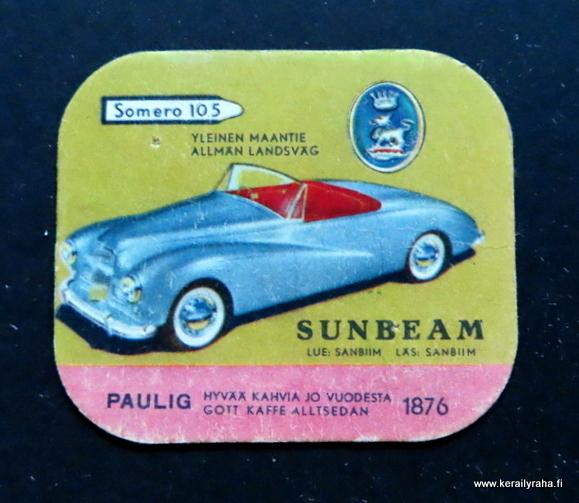 Somero 105
YLEINEN MAANTIE
ALLMÄN LANDSVÄG
SUNBEAM
LUE: SANBIIM LÄS: SANBIIM
PAULIG HYVÄÄ KAHVIA JO VUODESTA 1876
GOTT KAFFE ALLTSEDAN
www.kerailyraha.fi